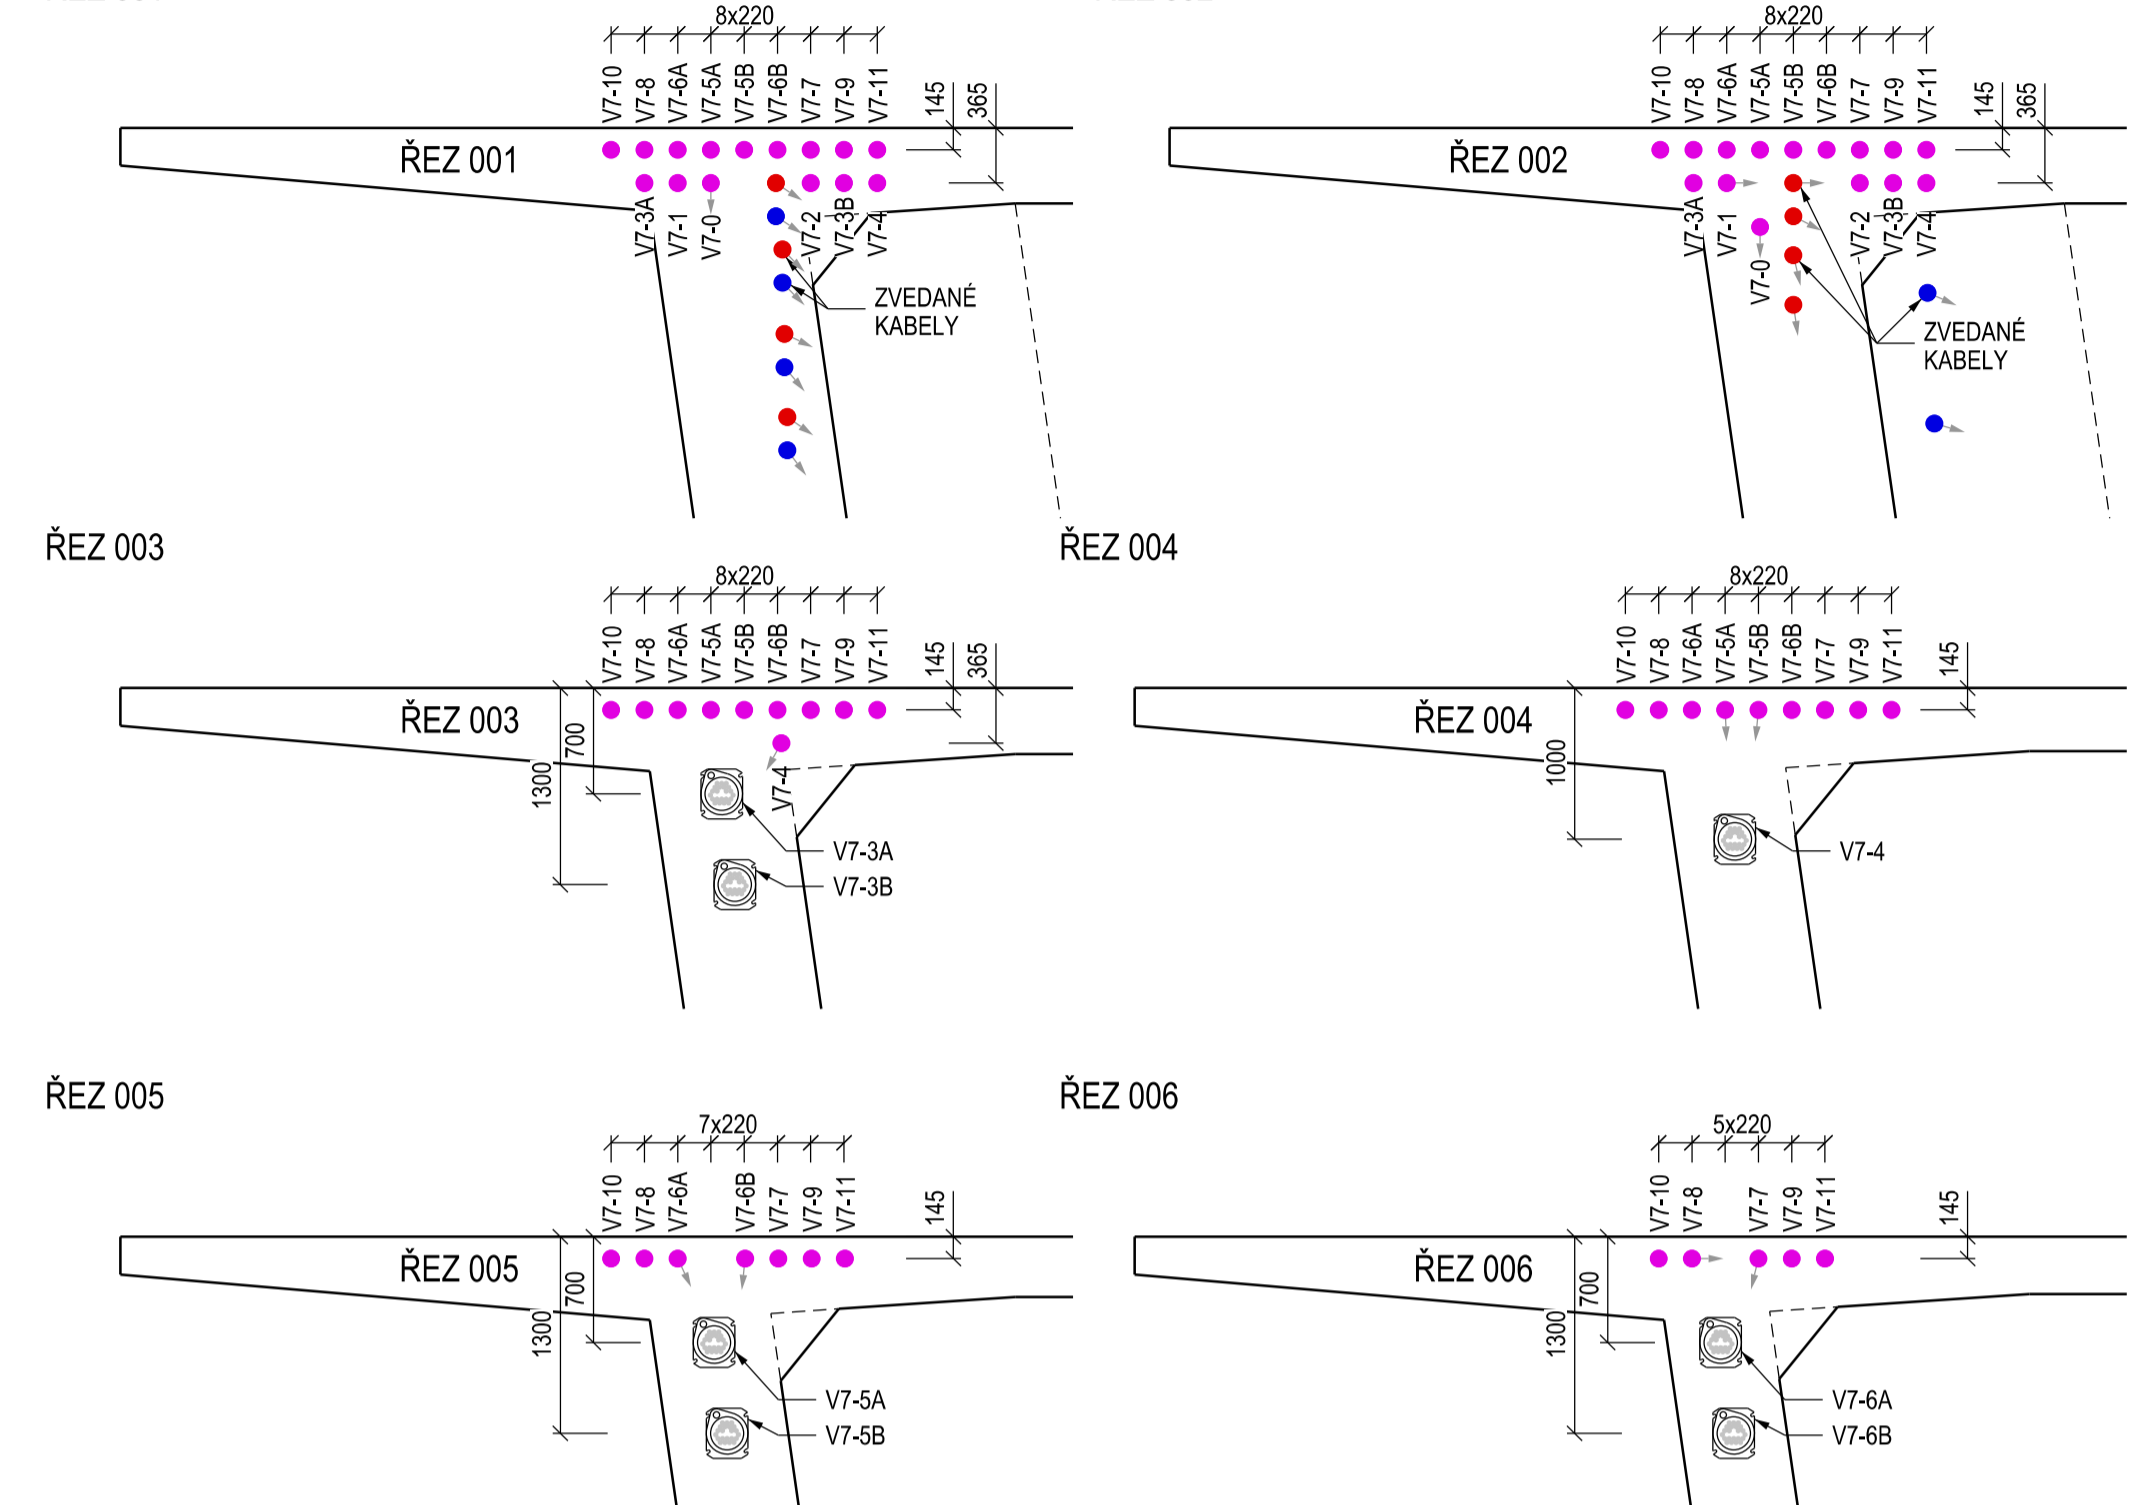 8x220
V7-10
V7-8
V7-6A
V7-5A
V7-5B
V7-6B
V7-7
V7-9
V7-11
145
365
ŘEZ 001
V7-3A
V7-1
V7-0
V7-2
V7-3B
V7-4
ZVEDANÉ
KABELY
8x220
V7-10
V7-8
V7-6A
V7-5A
V7-5B
V7-6B
V7-7
V7-9
V7-11
145
365
ŘEZ 002
V7-3A
V7-1
V7-0
V7-2
V7-3B
V7-4
ZVEDANÉ
KABELY
ŘEZ 003
8x220
V7-10
V7-8
V7-6A
V7-5A
V7-5B
V7-6B
V7-7
V7-9
V7-11
145
365
ŘEZ 003
700
1300
V7-4
V7-3A
V7-3B
ŘEZ 004
8x220
V7-10
V7-8
V7-6A
V7-5A
V7-5B
V7-6B
V7-7
V7-9
V7-11
145
ŘEZ 004
1000
V7-4
ŘEZ 005
7x220
V7-10
V7-8
V7-6A
V7-6B
V7-7
V7-9
V7-11
145
ŘEZ 005
700
1300
V7-5A
V7-5B
ŘEZ 006
5x220
V7-10
V7-8
V7-7
V7-9
V7-11
145
ŘEZ 006
700
1300
V7-6A
V7-6B